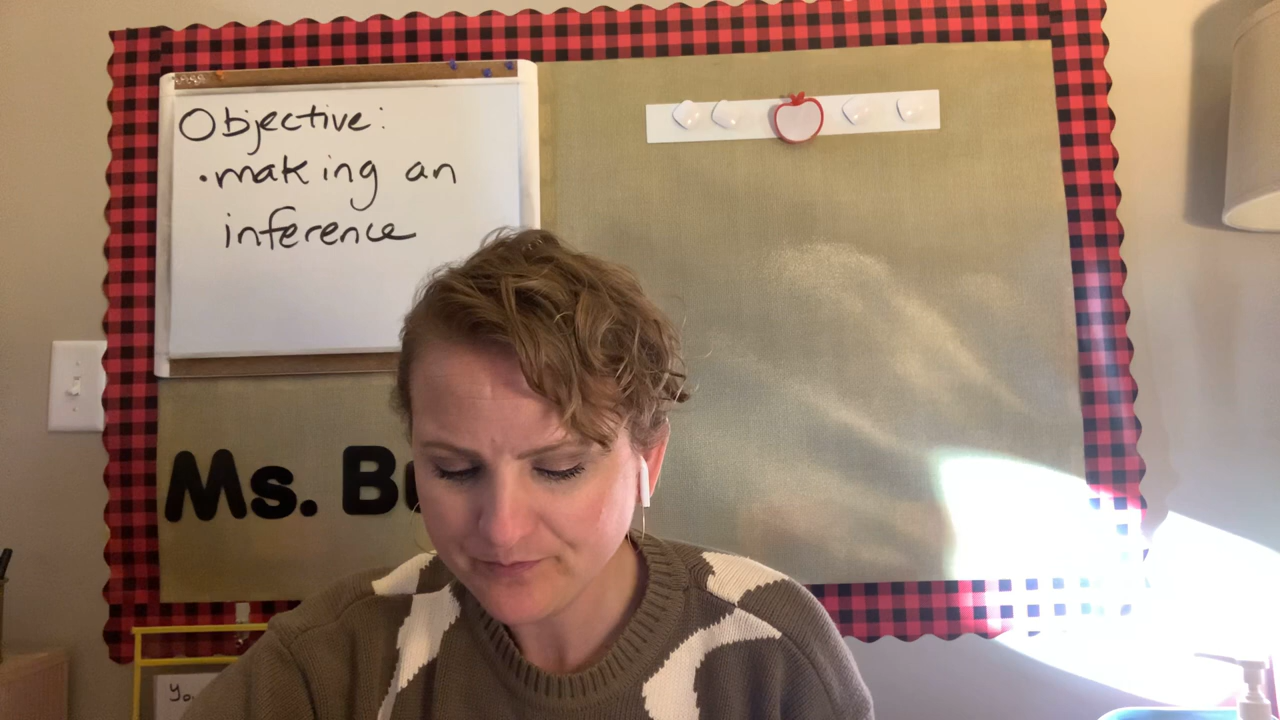 Objective:
• making an
inference
Ms. B